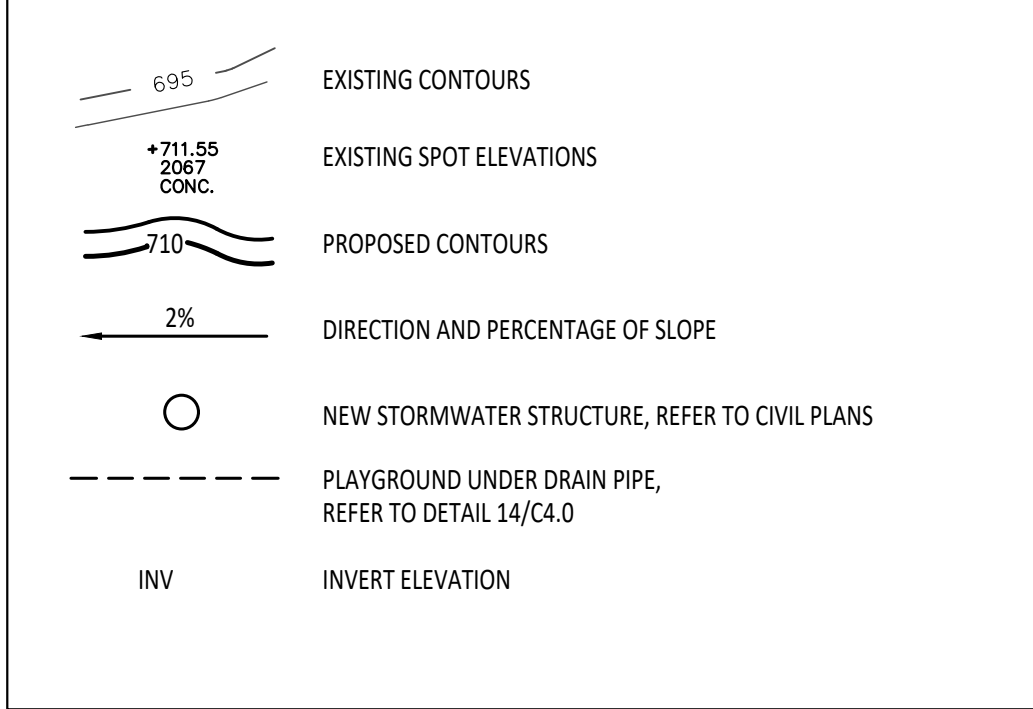 695 EXISTING CONTOURS
+711.55
2067
CONC.
EXISTING SPOT ELEVATIONS
710 PROPOSED CONTOURS
2%
DIRECTION AND PERCENTAGE OF SLOPE
NEW STORMWATER STRUCTURE, REFER TO CIVIL PLANS
PLAYGROUND UNDER DRAIN PIPE,
REFER TO DETAIL 14/C4.0
INV INVERT ELEVATION